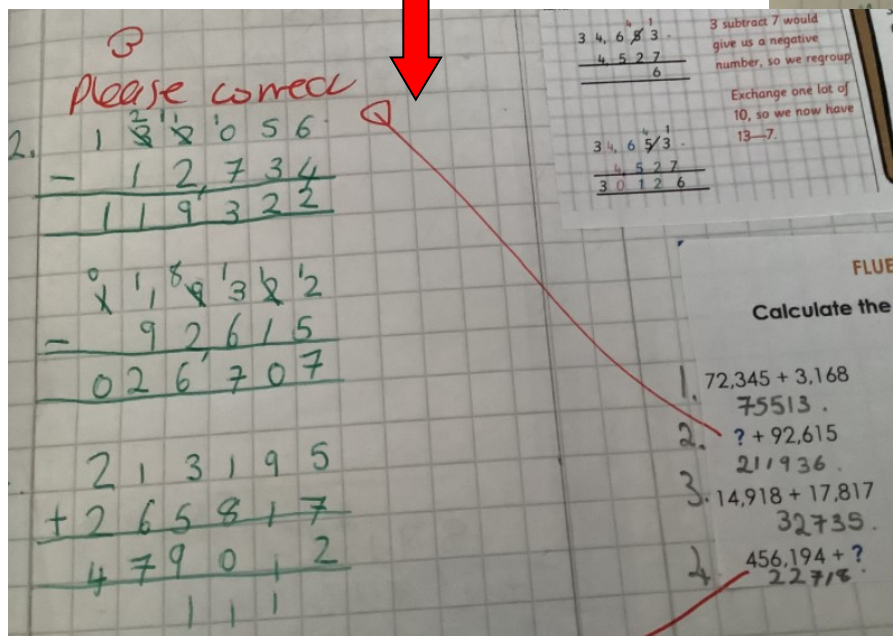 3
Please correct
2. 1 3 2 0 5 6
- 1 2, 7 3 4
1 1 9 3 2 2
1 1 9 3 2 2
- 9 2, 6 1 5
0 2 6 7 0 7
2 1 3 1 9 5
+ 2 6 5 8 1 7
4 7 9 0 1 2
1 1 1
3 4, 6 5 3
4, 5 2 7
6
3 subtract 7 would
give us a negative
number, so we regroup
Exchange one lot of
10, so we now have
13—7.
3 4, 6 5 3
4, 5 2 7
3 0 1 2 6
FLUE
Calculate the
1. 72,345 + 3,168
75513.
2. ? + 92,615
211936.
3. 14,918 + 17,817
32735.
4. 456,194 + ?
22718.